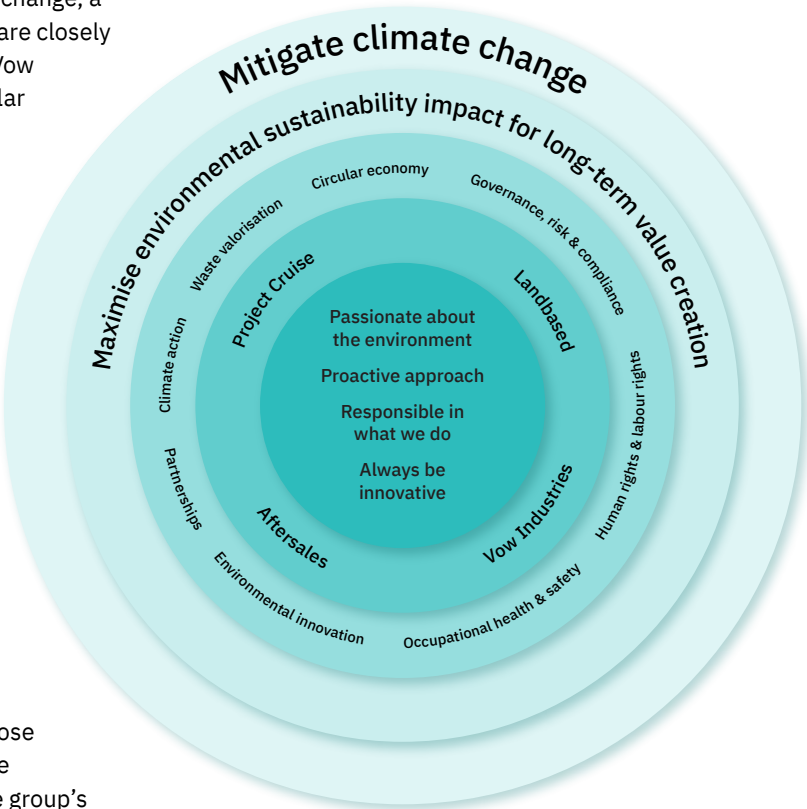 change, a
are closely
Vow
lar
Mitigate climate change
Maximise environmental sustainability impact for long-term value creation
Circular economy
Governance, risk & compliance
Waste valorisation
Human rights & labour rights
Climate action
Occupational health & safety
Partnerships
Environmental innovation
Project Cruise
Landbased
Aftersales
Vow Industries
Passionate about
the environment
Proactive approach
Responsible in
what we do
Always be
innovative
ose
e
e group's